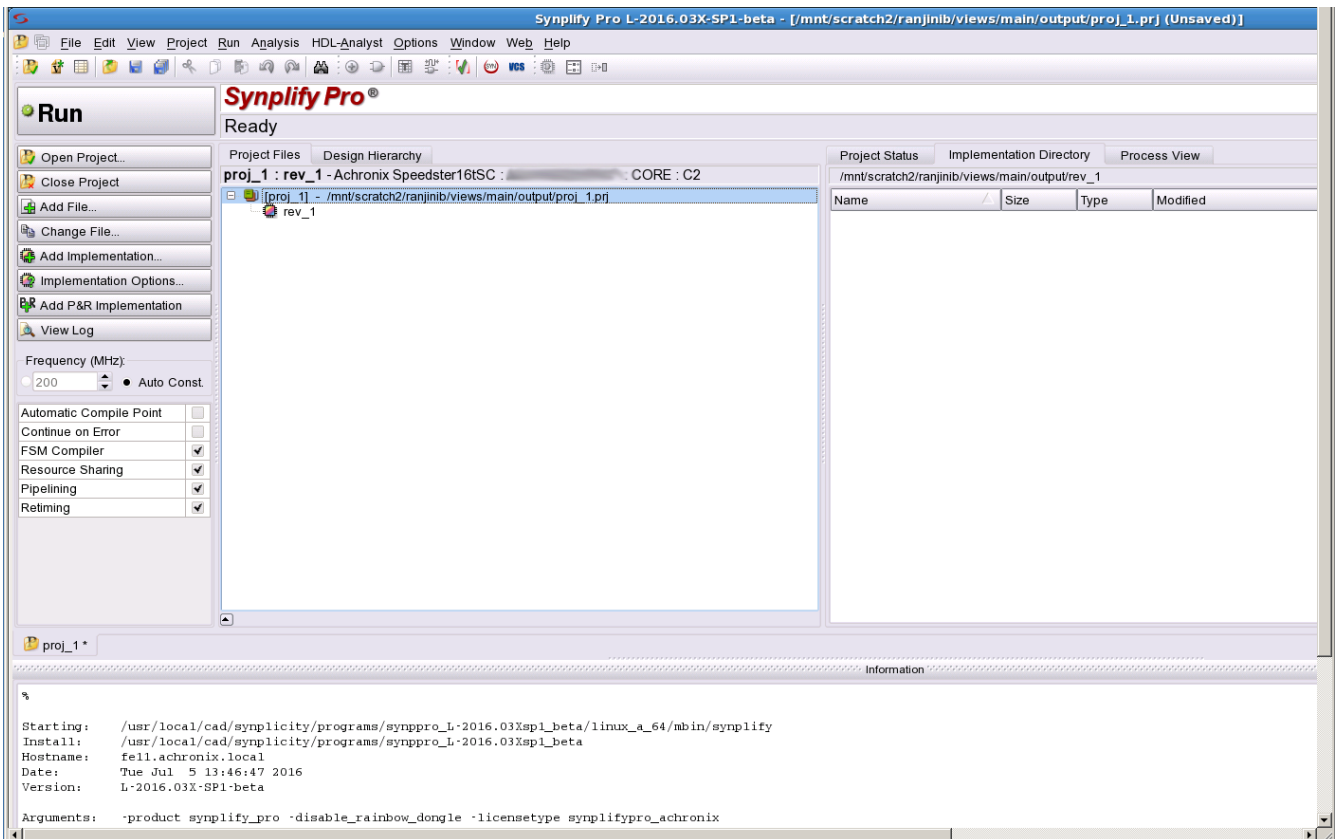 Synplify Pro L-2016.03X-SP1-beta - [/mnt/scratch2/ranjinib/views/main/output/proj_1.prj (Unsaved)]
File Edit View Project Run Analysis HDL-Analyst Options Window Web Help
VCS
Run
Synplify Pro®
Ready
Open Project...
Close Project
Add File...
Change File...
Add Implementation...
Implementation Options...
P&R Add P&R Implementation
View Log
Frequency (MHz):
200 Auto Const.
Automatic Compile Point
Continue on Error
FSM Compiler
Resource Sharing
Pipelining
Retiming
Project Files Design Hierarchy
proj_1 : rev_1 - Achronix Speedster16tSC : : CORE : C2
[proj_1] - /mnt/scratch2/ranjinib/views/main/output/proj_1.prj
rev_1
Project Status Implementation Directory Process View
/mnt/scratch2/ranjinib/views/main/output/rev_1
Name Size Type Modified
proj_1 *
Information
%
Starting: /usr/local/cad/synplicity/programs/synppro_L-2016.03Xsp1_beta/linux_a_64/mbin/synplify
Install: /usr/local/cad/synplicity/programs/synppro_L-2016.03Xsp1_beta
Hostname: fe11.achronix.local
Date: Tue Jul 5 13:46:47 2016
Version: L-2016.03X-SP1-beta
Arguments: -product synplify_pro -disable_rainbow_dongle -licensetype synplifypro_achronix